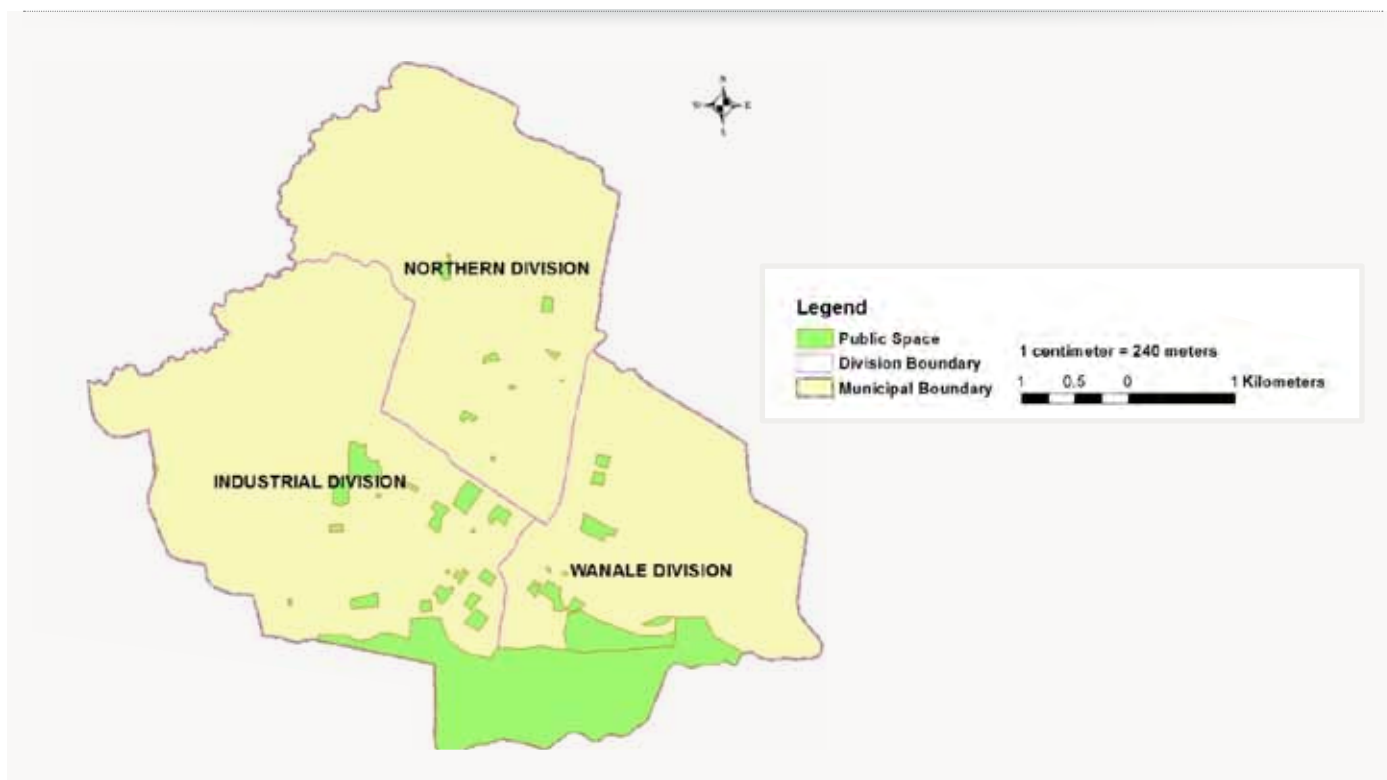 N
W E
S
NORTHERN DIVISION
INDUSTRIAL DIVISION
WANALE DIVISION
Legend
Public Space
Division Boundary
Municipal Boundary
1 centimeter = 240 meters
1 0.5 0 1 Kilometers